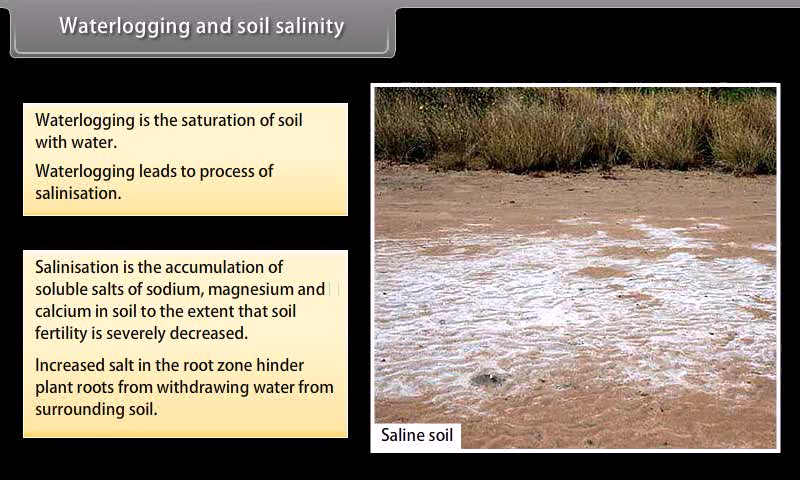 Waterlogging and soil salinity
Waterlogging is the saturation of soil
with water.
Waterlogging leads to process of
salinisation.
Salinisation is the accumulation of
soluble salts of sodium, magnesium and
calcium in soil to the extent that soil
fertility is severely decreased.
Increased salt in the root zone hinder
plant roots from withdrawing water from
surrounding soil.
Saline soil